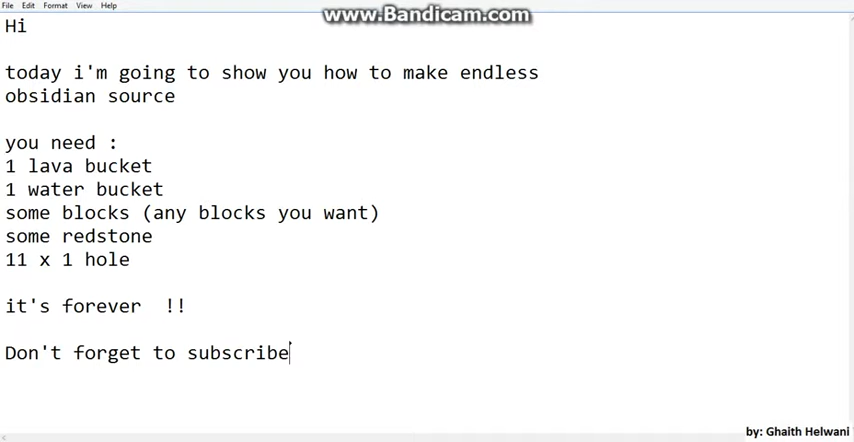 File Edit Format View Help
www.Bandicam.com
Hi
today i'm going to show you how to make endless
obsidian source
you need :
1 lava bucket
1 water bucket
some blocks (any blocks you want)
some redstone
11 x 1 hole
it's forever  !!
Don't forget to subscribe
by: Ghaith Helwani